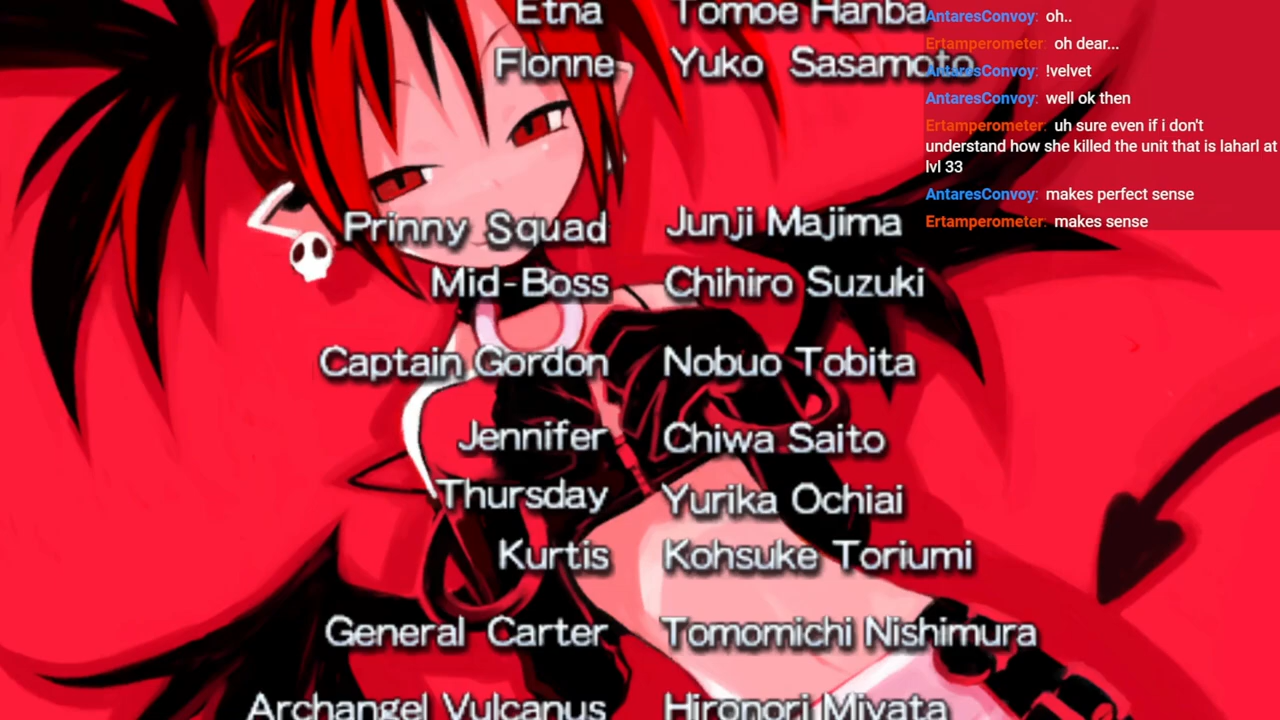 Etna Tomoe Hanba
Flonne Yuko Sasamoto
Prinny Squad Junji Majima
Mid-Boss Chihiro Suzuki
Captain Gordon Nobuo Tobita
Jennifer Chiwa Saito
Thursday Yurika Ochiai
Kurtis Kohsuke Toriumi
General Carter Tomomichi Nishimura
Archangel Vulcanus Hironori Miyata
AntaresConvoy: oh..
Ertamperometer: oh dear...
AntaresConvoy: !velvet
AntaresConvoy: well ok then
Ertamperometer: uh sure even if i don't
understand how she killed the unit that is laharl at
lvl 33
AntaresConvoy: makes perfect sense
Ertamperometer: makes sense